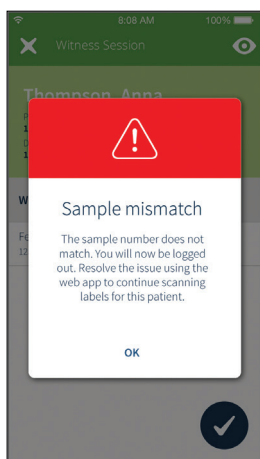 8:08 AM
100%
Witness Session
Thompson, Anna
Sample mismatch
The sample number does not
match. You will now be logged
out. Resolve the issue using the
web app to continue scanning
labels for this patient.
OK